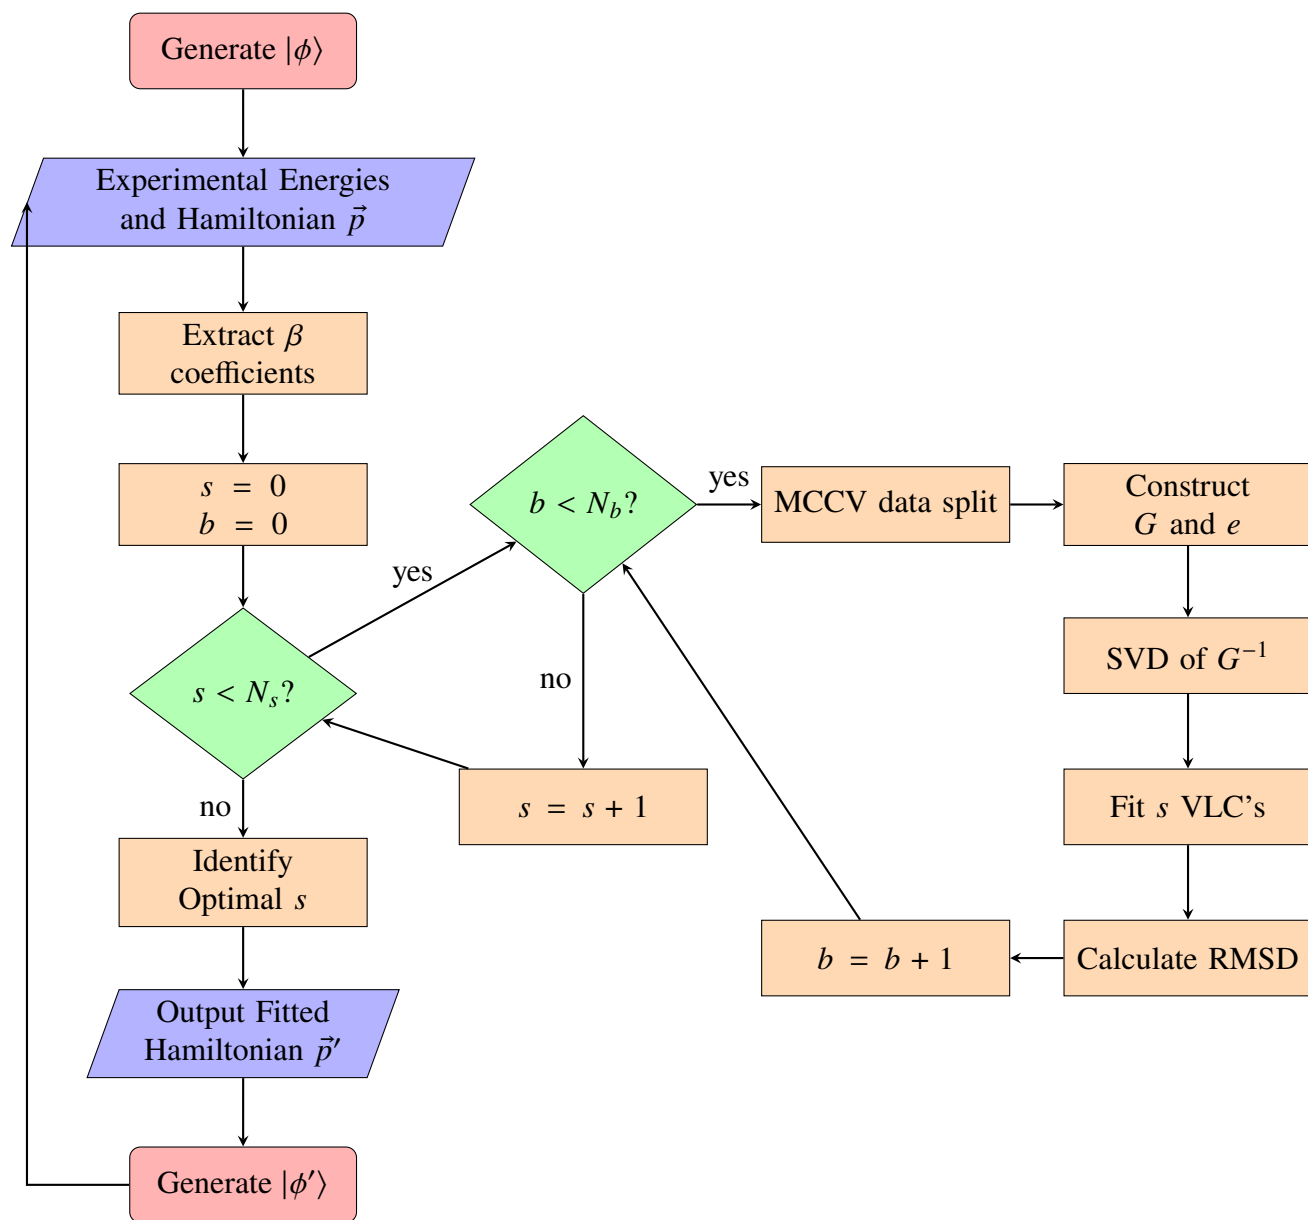 Generate |ϕ⟩
Experimental Energies
and Hamiltonian p⃗
Extract β
coefficients
s = 0
b = 0
s < Nₛ?
yes
no
b < N_b?
yes
no
MCCV data split
Construct
G and e
SVD of G⁻¹
Fit s VLC's
Calculate RMSD
b = b + 1
s = s + 1
Identify
Optimal s
Output Fitted
Hamiltonian p⃗′
Generate |ϕ′⟩